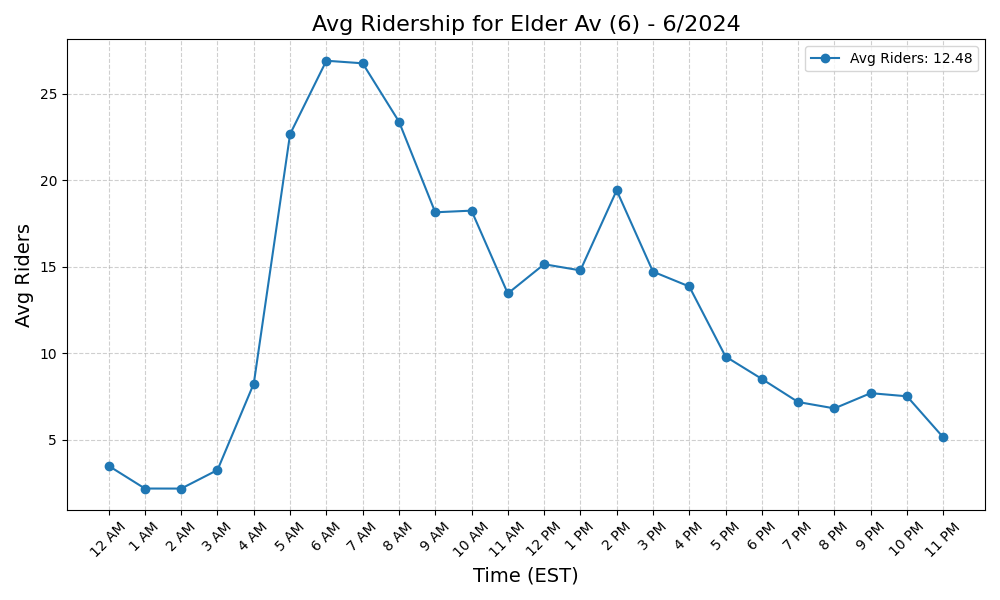 Avg Ridership for Elder Av (6) - 6/2024
Avg Riders: 12.48
Avg Riders
25
20
15
10
5
12 AM
1 AM
2 AM
3 AM
4 AM
5 AM
6 AM
7 AM
8 AM
9 AM
10 AM
11 AM
12 PM
1 PM
2 PM
3 PM
4 PM
5 PM
6 PM
7 PM
8 PM
9 PM
10 PM
11 PM
Time (EST)